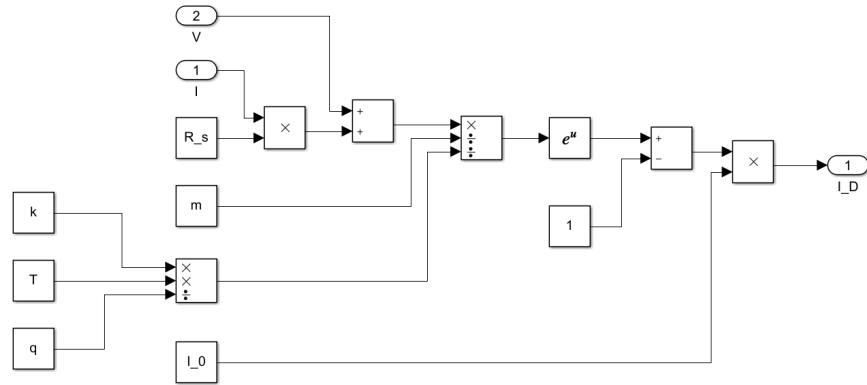 2
V
1
I
R_s
×
+
+
×
÷
÷
e^u
+
−
×
1
I_D
m
k
1
T
×
×
÷
q
I_0